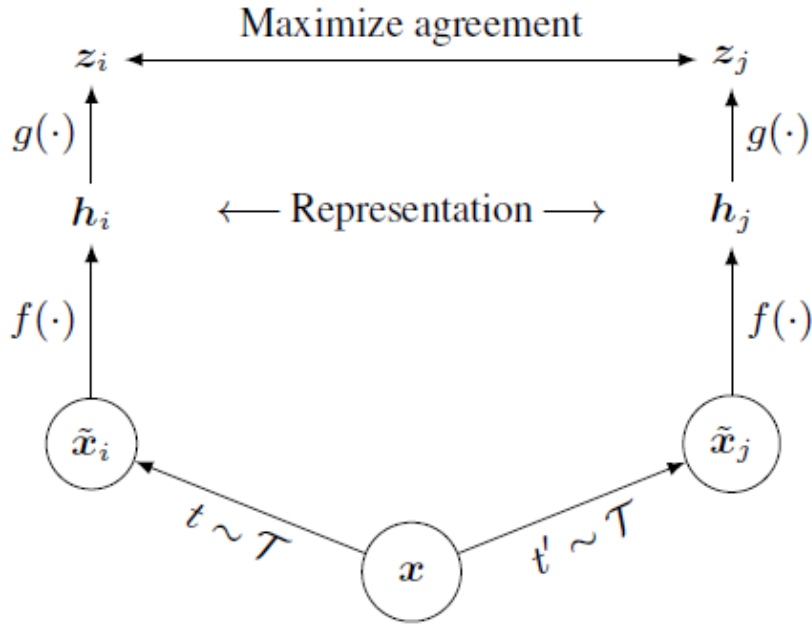 Maximize agreement
z_i z_j
g(·) g(·)
h_i ← Representation → h_j
f(·) f(·)
x̃_i x̃_j
t ∼ 𝒯 t' ∼ 𝒯
x